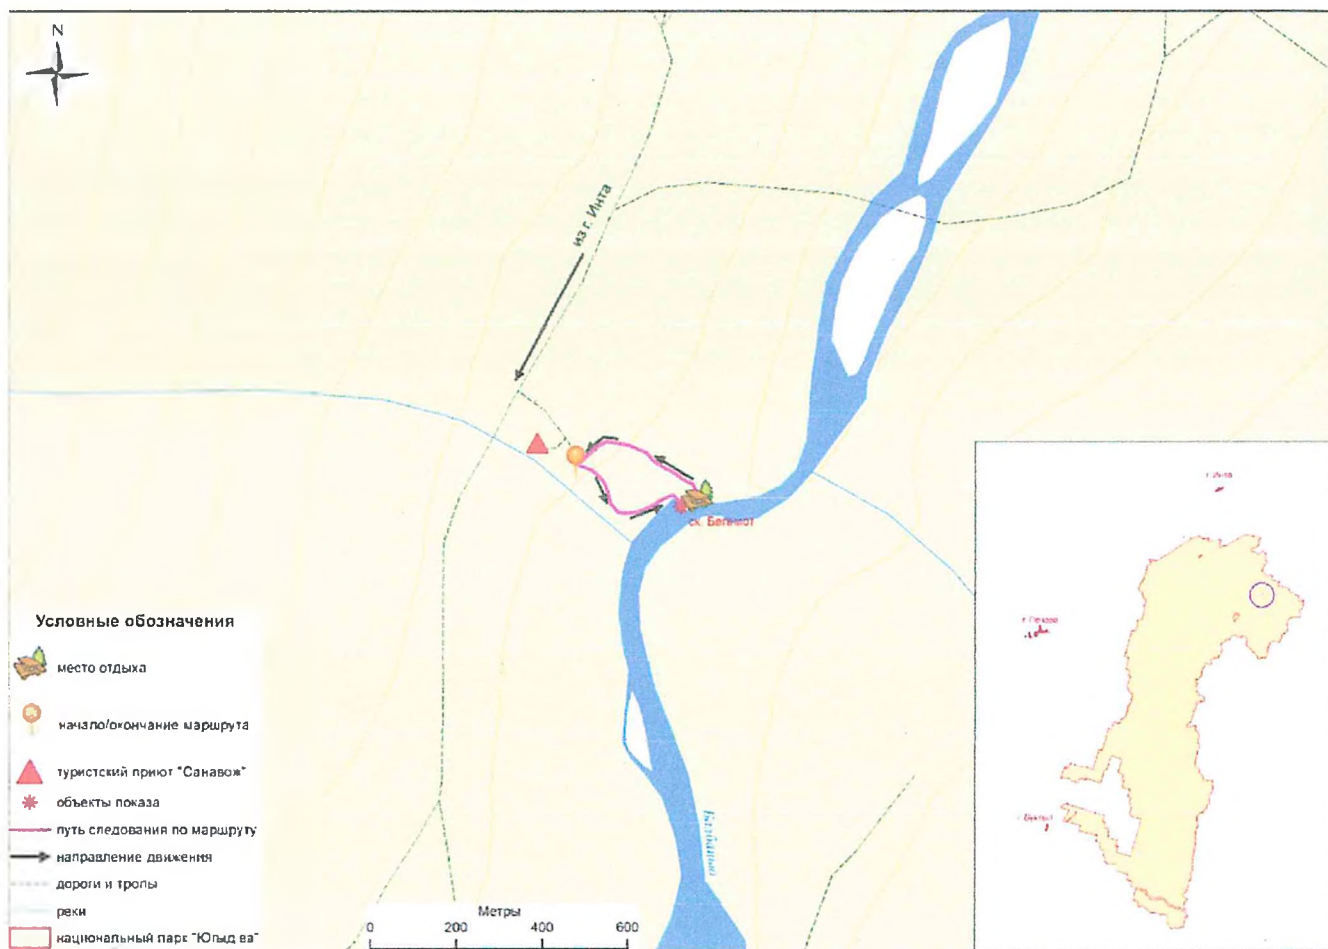 N
из г. Инта
ск. Бегемот
Условные обозначения
место отдыха
начало/окончание маршрута
туристский приют "Санавож"
объекты показа
путь следования по маршруту
направление движения
дороги и тропы
реки
национальный парк "Югыд ва"
Метры
0 200 400 600
г. Инта
г. Печора
г. Вуктыл